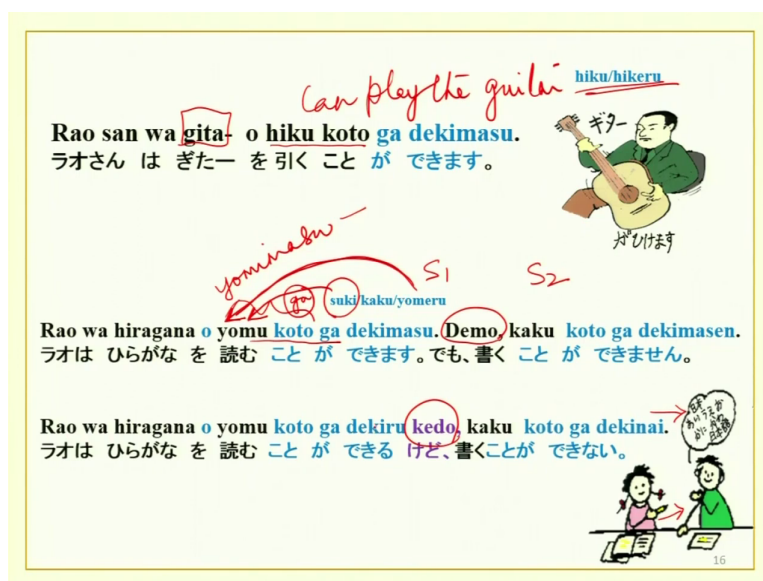 can play the guitar
hiku/hikeru
Rao san wa gita- o hiku koto ga dekimasu.
ラオさん は ぎたー を 引く こと が できます。
ギター
がひけます
yomimasu
S1 S2
ga
suki/kaku/yomeru
Rao wa hiragana o yomu koto ga dekimasu. Demo, kaku koto ga dekimasen.
ラオは ひらがな を 読む こと が できます。でも、書く こと が できません。
Rao wa hiragana o yomu koto ga dekiru kedo, kaku koto ga dekinai.
ラオは ひらがな を 読む こと が できる けど、書くことが できない。
16